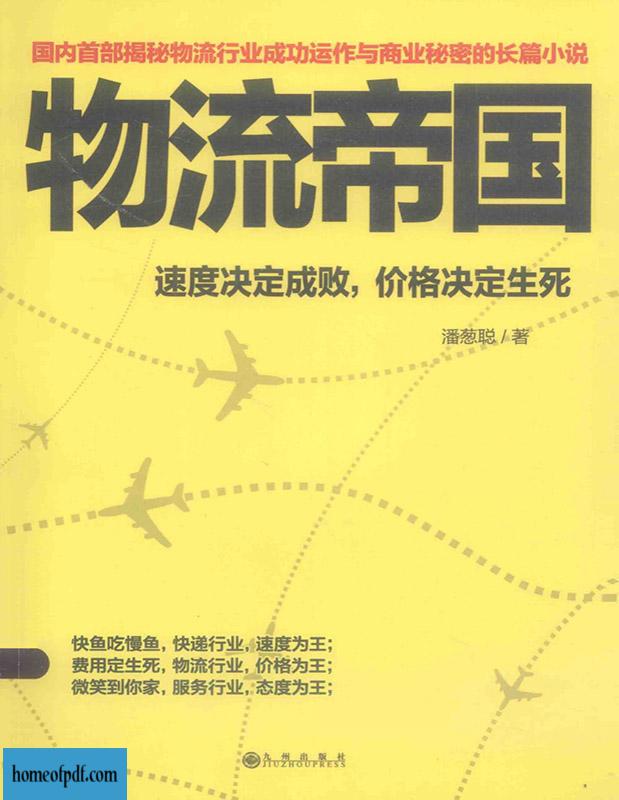 国内首部揭秘物流行业成功运作与商业秘密的长篇小说
物流帝国
速度决定成败，价格决定生死
潘葱聪/著
快鱼吃慢鱼，快递行业，速度为王；
费用定生死，物流行业，价格为王；
微笑到你家，服务行业，态度为王；
九州出版社
JIUZHOUPRESS
homeofpdf.com